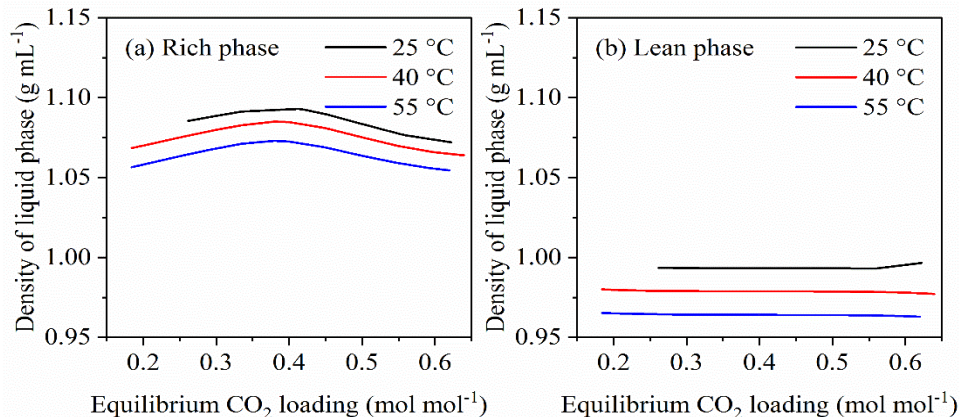 (a) Rich phase
25 °C
40 °C
55 °C
1.15
1.10
1.05
1.00
0.95
Density of liquid phase (g mL⁻¹)
0.2 0.3 0.4 0.5 0.6
Equilibrium CO₂ loading (mol mol⁻¹)
(b) Lean phase
25 °C
40 °C
55 °C
1.15
1.10
1.05
1.00
0.95
Density of liquid phase (g mL⁻¹)
0.2 0.3 0.4 0.5 0.6
Equilibrium CO₂ loading (mol mol⁻¹)